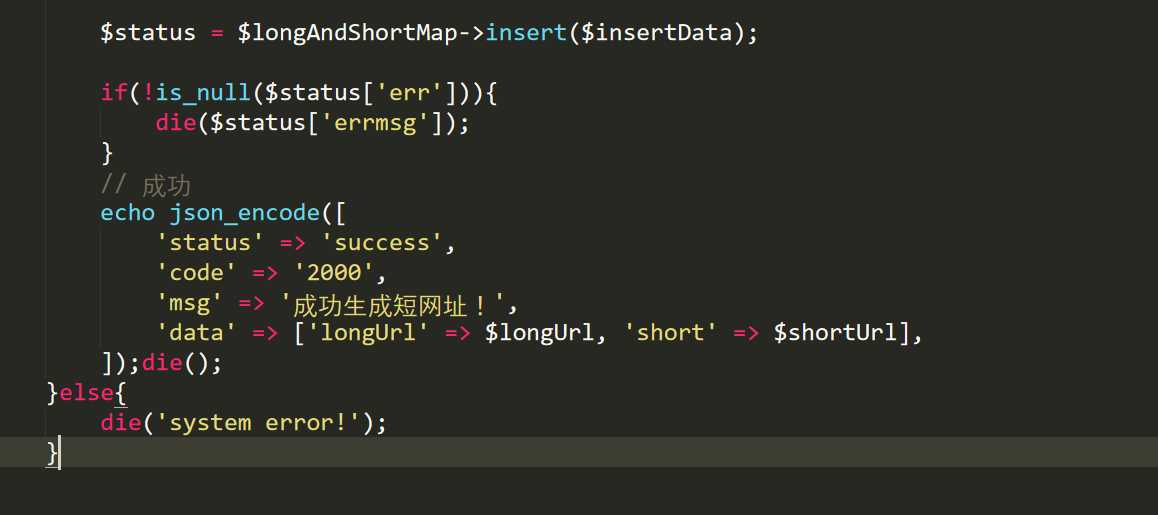 $status = $longAndShortMap->insert($insertData);
if(!is_null($status['err'])){
die($status['errmsg']);
}
// 成功
echo json_encode([
'status' => 'success',
'code' => '2000',
'msg' => '成功生成短网址！',
'data' => ['longUrl' => $longUrl, 'short' => $shortUrl],
]);die();
}else{
die('system error!');
}